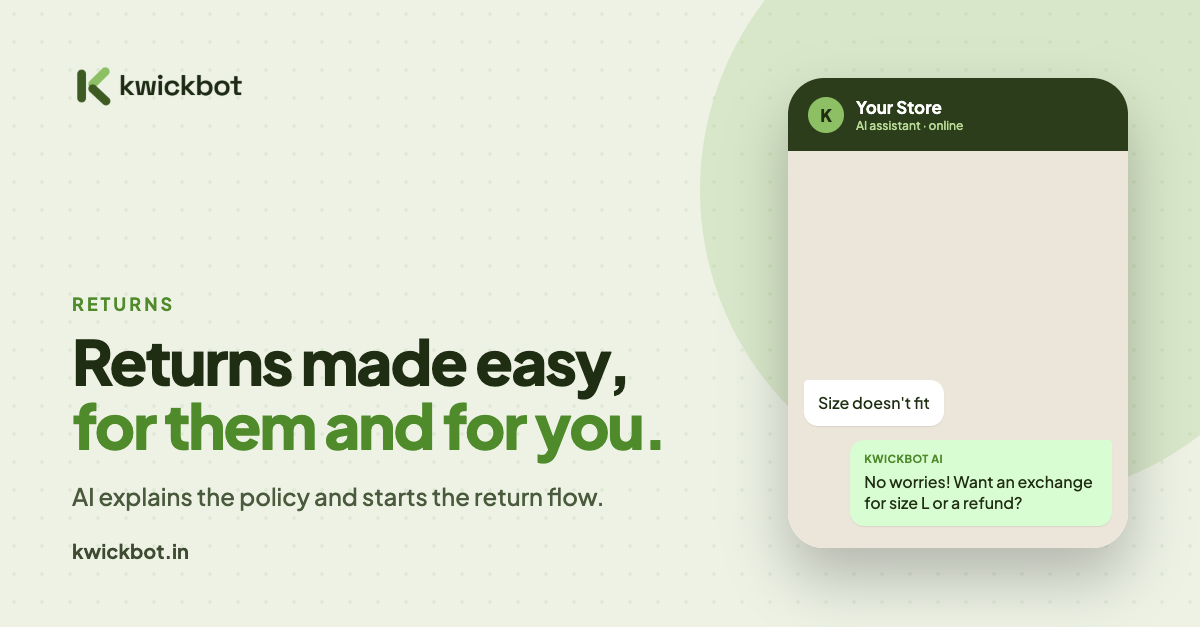 kwickbot
RETURNS
Returns made easy,
for them and for you.
AI explains the policy and starts the return flow.
kwickbot.in
K
Your Store
AI assistant · online
Size doesn't fit
KWICKBOT AI
No worries! Want an exchange
for size L or a refund?